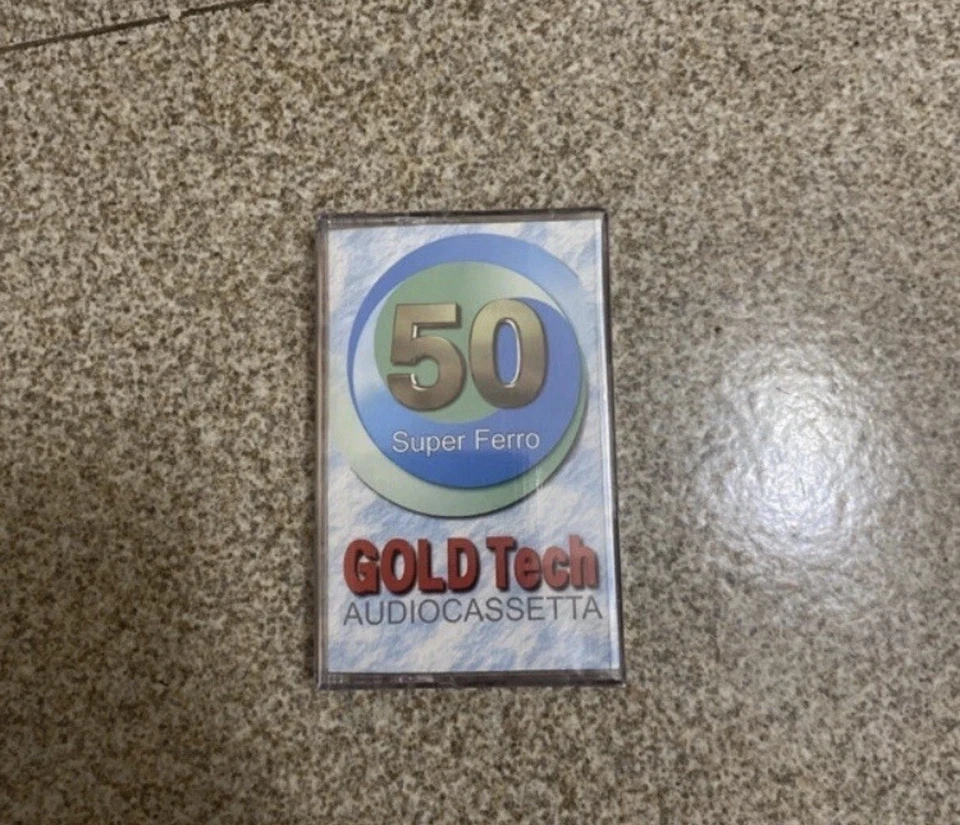 50
Super Ferro
GOLD Tech
AUDIOCASSETTA